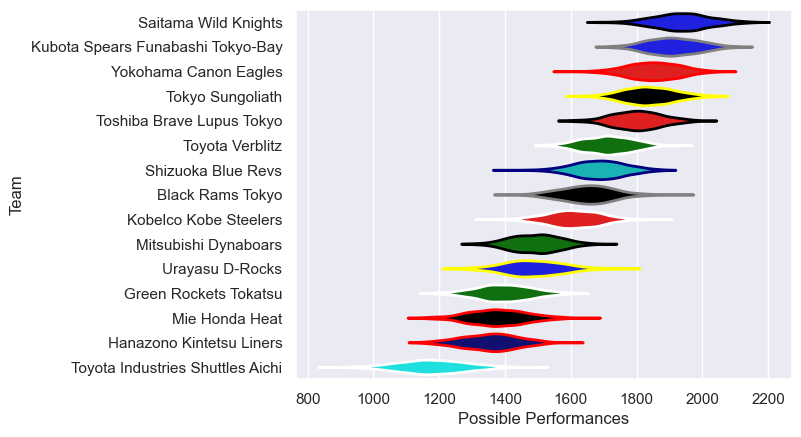 Saitama Wild Knights
Kubota Spears Funabashi Tokyo-Bay
Yokohama Canon Eagles
Tokyo Sungoliath
Toshiba Brave Lupus Tokyo
Toyota Verblitz
Shizuoka Blue Revs
Black Rams Tokyo
Kobelco Kobe Steelers
Mitsubishi Dynaboars
Urayasu D-Rocks
Green Rockets Tokatsu
Mie Honda Heat
Hanazono Kintetsu Liners
Toyota Industries Shuttles Aichi
Team
800 1000 1200 1400 1600 1800 2000 2200
Possible Performances